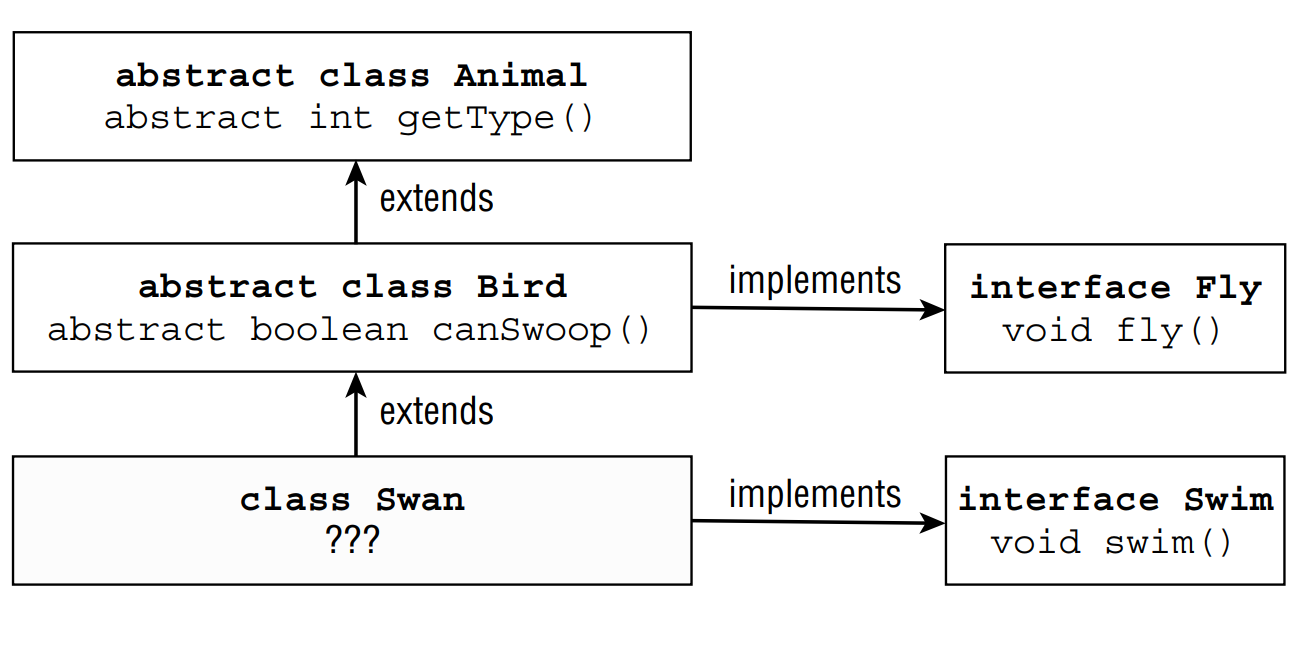 abstract class Animal
abstract int getType()
extends
abstract class Bird
abstract boolean canSwoop()
implements
interface Fly
void fly()
extends
class Swan
???
implements
interface Swim
void swim()